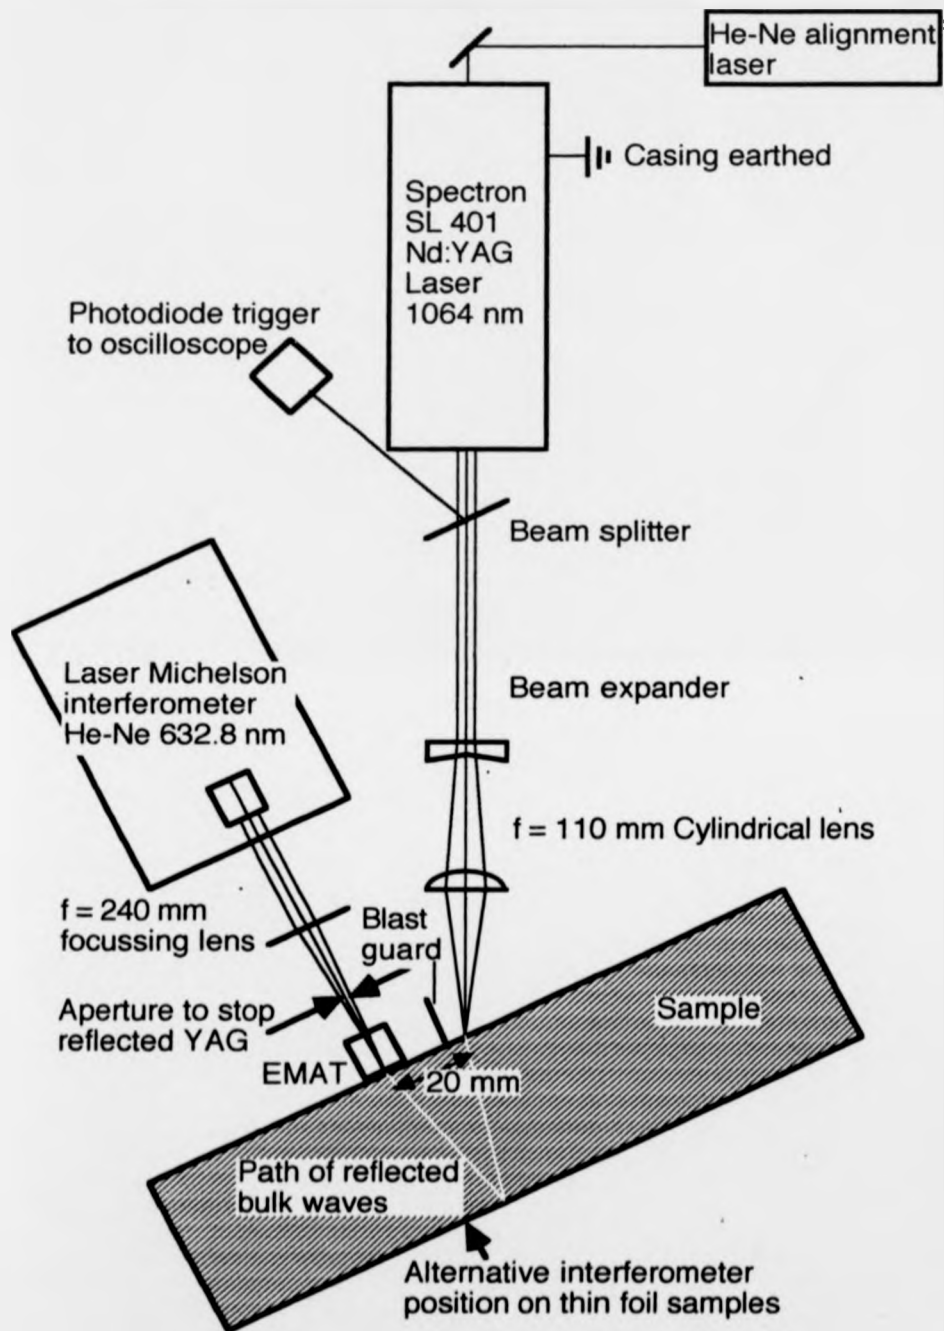 He-Ne alignment
laser
Casing earthed
Spectron
SL 401
Nd:YAG
Laser
1064 nm
Photodiode trigger
to oscilloscope
Beam splitter
Laser Michelson
interferometer
He-Ne 632.8 nm
Beam expander
f = 110 mm Cylindrical lens
f = 240 mm
focussing lens
Blast
guard
Aperture to stop
reflected YAG
EMAT
20 mm
Sample
Path of reflected
bulk waves
Alternative interferometer
position on thin foil samples